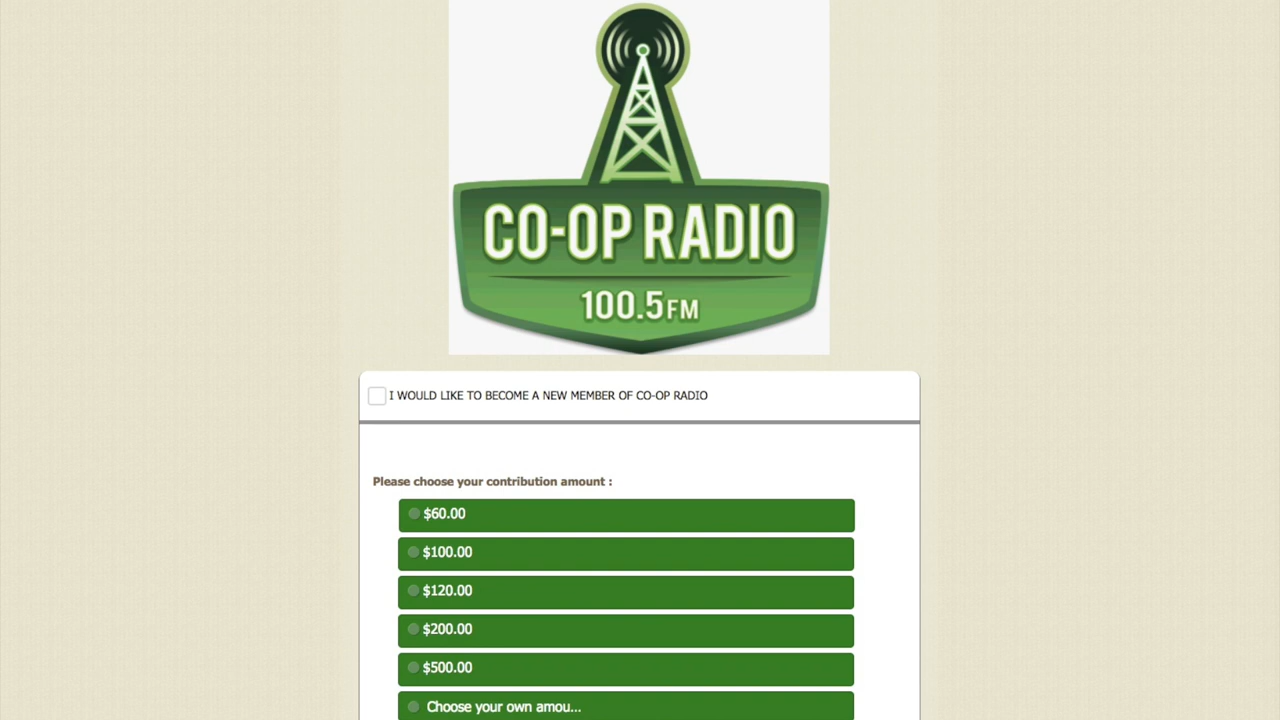 CO-OP RADIO
100.5FM
I WOULD LIKE TO BECOME A NEW MEMBER OF CO-OP RADIO
Please choose your contribution amount :
$60.00
$100.00
$120.00
$200.00
$500.00
Choose your own amou...